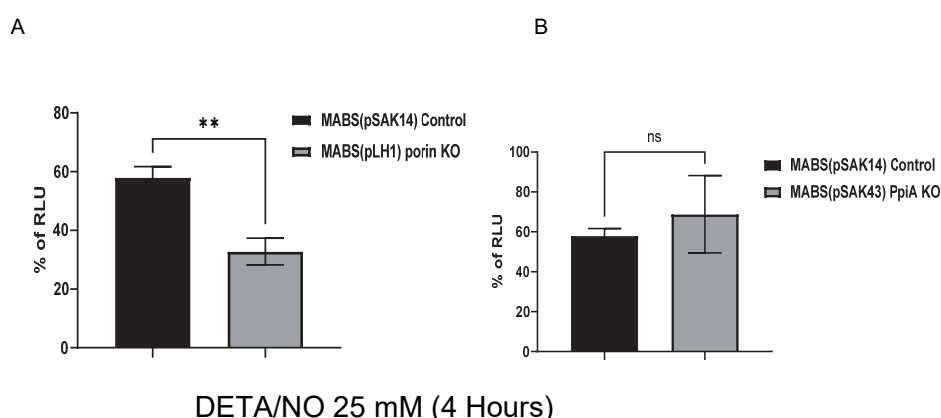 A
B
80
60
40
20
0
% of RLU
**
MABS(pSAK14) Control
MABS(pLH1) porin KO
100
80
60
40
20
0
% of RLU
ns
MABS(pSAK14) Control
MABS(pSAK43) PpiA KO
DETA/NO 25 mM (4 Hours)